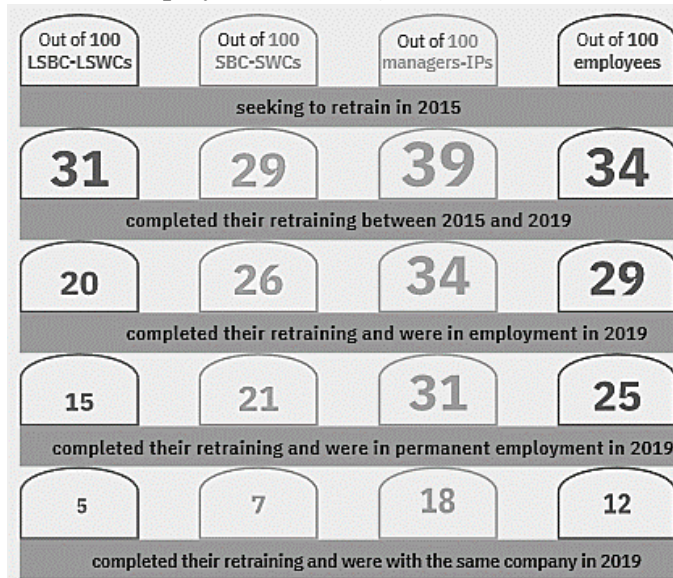 Out of 100 LSBC-LSWCs Out of 100 SBC-SWCs Out of 100 managers-IPs Out of 100 employees
seeking to retrain in 2015
31 29 39 34
completed their retraining between 2015 and 2019
20 26 34 29
completed their retraining and were in employment in 2019
15 21 31 25
completed their retraining and were in permanent employment in 2019
5 7 18 12
completed their retraining and were with the same company in 2019